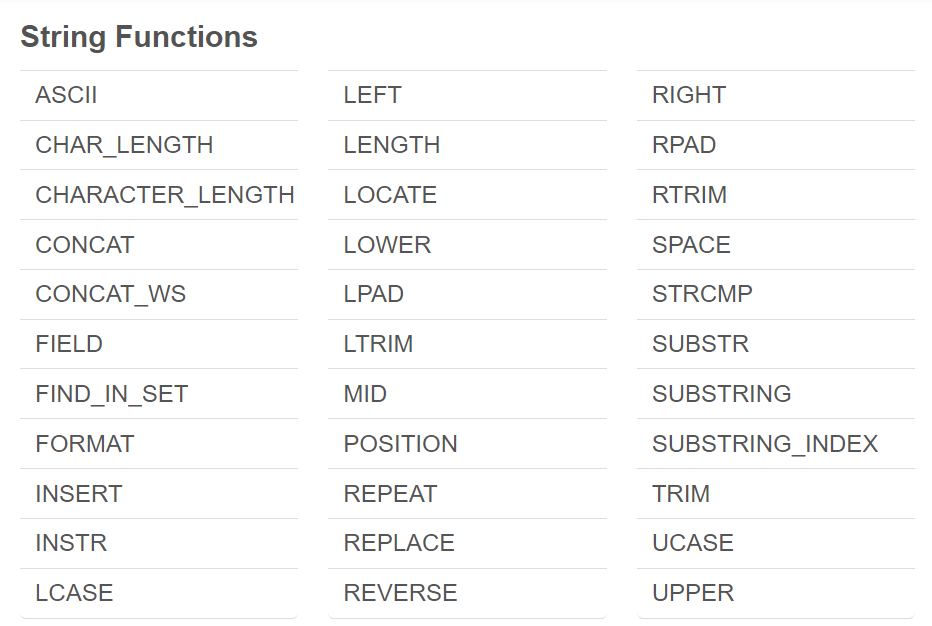 String Functions
ASCII
CHAR_LENGTH
CHARACTER_LENGTH
CONCAT
CONCAT_WS
FIELD
FIND_IN_SET
FORMAT
INSERT
INSTR
LCASE
LEFT
LENGTH
LOCATE
LOWER
LPAD
LTRIM
MID
POSITION
REPEAT
REPLACE
REVERSE
RIGHT
RPAD
RTRIM
SPACE
STRCMP
SUBSTR
SUBSTRING
SUBSTRING_INDEX
TRIM
UCASE
UPPER